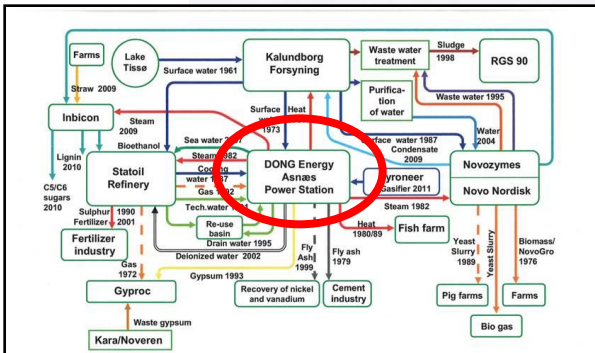 Farms
Lake
Tissø
Kalundborg
Forsyning
Waste water
treatment
Sludge
1998
RGS 90
Surface water 1961
Straw 2009
Purifica-
tion
of water
Waste water 1995
Inbicon
Steam
2009
Surface
1973
Heat
Surface water 1987
Condensate
2009
Water
2004
Bioethanol
Lignin
2010
Sea water
C5/C6
sugars
2010
Statoil
Refinery
Steam 1982
Cooling
water 1987
Gas 1992
Tech.water
DONG Energy
Asnæs
Power Station
Pyroneer
Gasifier 2011
Novozymes
Novo Nordisk
Steam 1982
Sulphur 1990
Fertilizer 2001
Re-use
basin
Drain water 1995
Deionized water 2002
Heat
1980/89
Fish farm
Fertilizer
industry
Gas
1972
Gypsum 1993
Fly
Ash
1999
Fly ash
1979
Yeast
Slurry
1989
Yeast Slurry
Biomass/
NovoGro
1976
Gyproc
Recovery of nickel
and vanadium
Cement
industry
Pig farms
Farms
Bio gas
Waste gypsum
Kara/Noveren